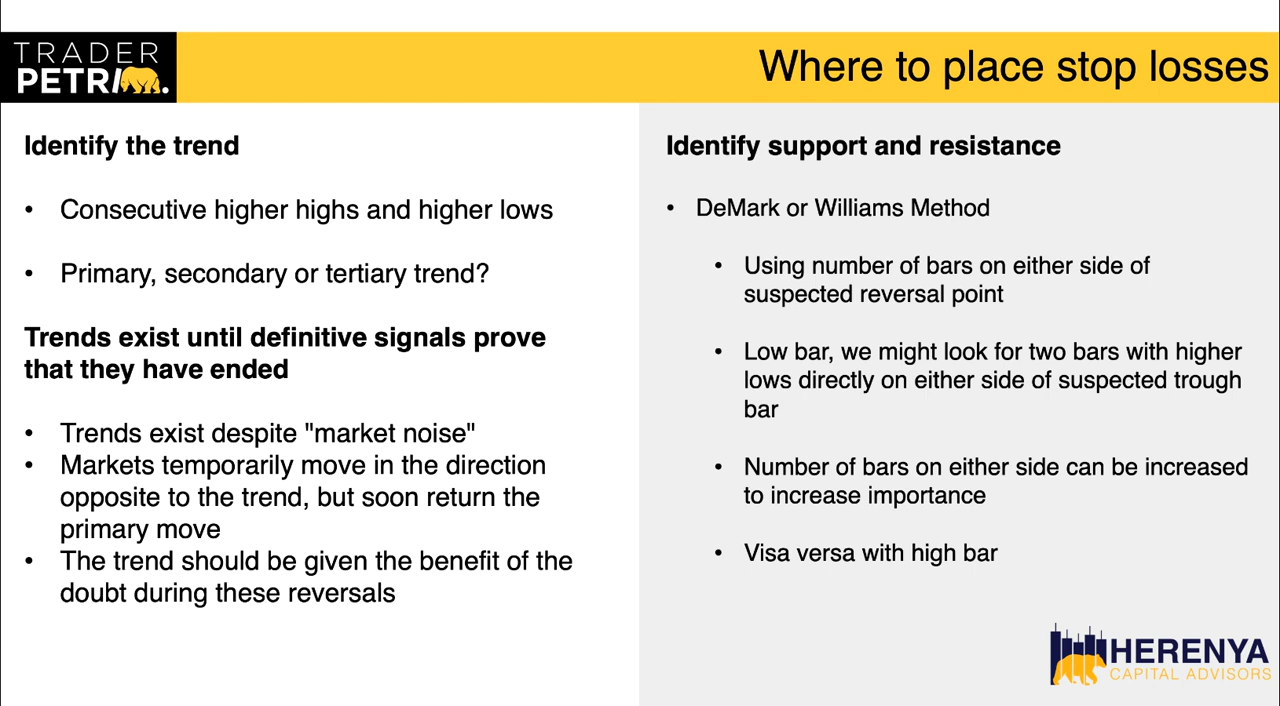 TRADER
PETRI.
Where to place stop losses
Identify the trend
• Consecutive higher highs and higher lows
• Primary, secondary or tertiary trend?
Trends exist until definitive signals prove
that they have ended
• Trends exist despite "market noise"
• Markets temporarily move in the direction
opposite to the trend, but soon return the
primary move
• The trend should be given the benefit of the
doubt during these reversals
Identify support and resistance
• DeMark or Williams Method
• Using number of bars on either side of
suspected reversal point
• Low bar, we might look for two bars with higher
lows directly on either side of suspected trough
bar
• Number of bars on either side can be increased
to increase importance
• Visa versa with high bar
HERENYA
CAPITAL ADVISORS